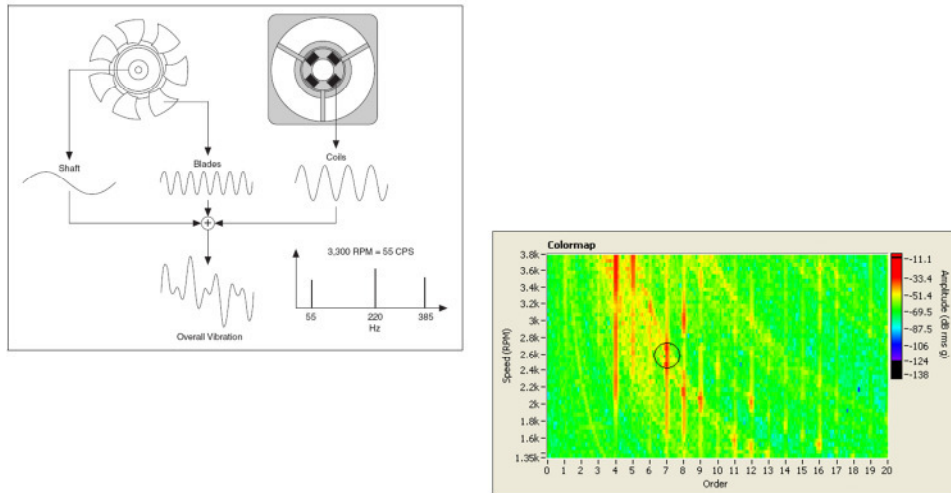 Shaft
Blades
Coils
+
3,300 RPM = 55 CPS
55 220 385
Hz
Overall Vibration
Colormap
3.8k
3.6k
3.4k
3.2k
3k
2.8k
2.6k
2.4k
2.2k
2k
1.8k
1.6k
1.35k
Speed (RPM)
0 1 2 3 4 5 6 7 8 9 10 11 12 13 14 15 16 17 18 19 20
Order
-11.1
-33.4
-51.4
-69.5
-87.5
-106
-124
-138
Amplitude (dB rms g)